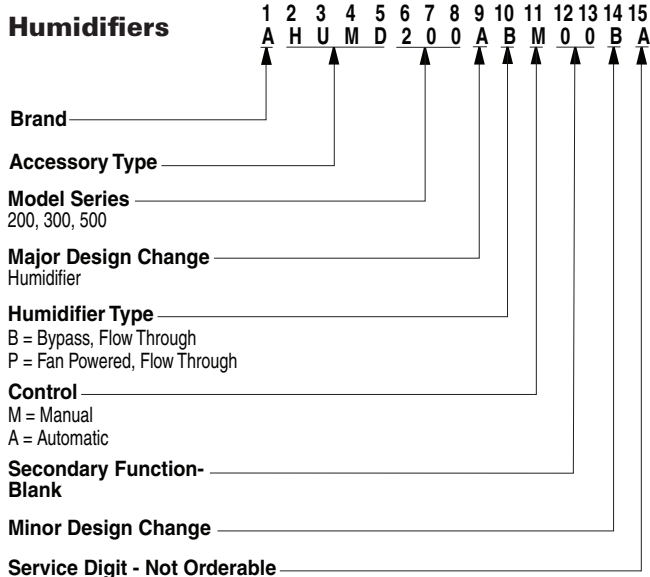 Humidifiers
1 2 3 4 5 6 7 8 9 10 11 12 13 14 15
A H U M D 2 0 0 A B M 0 0 B A
Brand
Accessory Type
Model Series
200, 300, 500
Major Design Change
Humidifier
Humidifier Type
B = Bypass, Flow Through
P = Fan Powered, Flow Through
Control
M = Manual
A = Automatic
Secondary Function-
Blank
Minor Design Change
Service Digit - Not Orderable